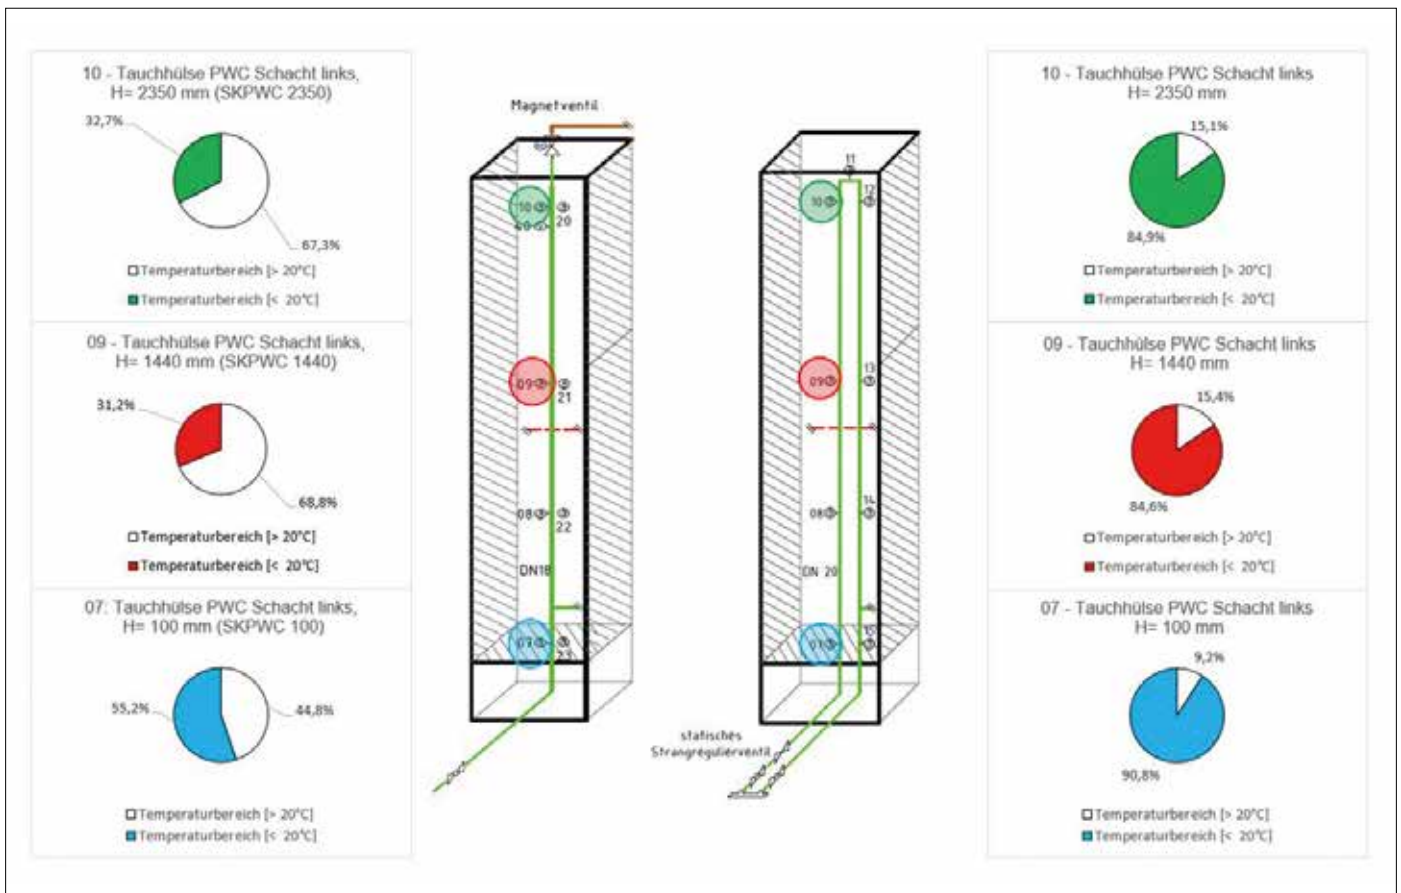 10 - Tauchhülse PWC Schacht links,
H= 2350 mm (SKPWC 2350)
32,7%
67,3%
Temperaturbereich [> 20°C]
Temperaturbereich [< 20°C]
09 - Tauchhülse PWC Schacht links,
H= 1440 mm (SKPWC 1440)
31,2%
68,8%
Temperaturbereich [> 20°C]
Temperaturbereich [< 20°C]
07: Tauchhülse PWC Schacht links,
H= 100 mm (SKPWC 100)
55,2%
44,8%
Temperaturbereich [> 20°C]
Temperaturbereich [< 20°C]
Magnetventil
10
20
09
21
08
22
DN18
07
23
11
10
12
09
13
08
14
DN 20
07
15
statisches
Strangregulierventil
10 - Tauchhülse PWC Schacht links
H= 2350 mm
15,1%
84,9%
Temperaturbereich [> 20°C]
Temperaturbereich [< 20°C]
09 - Tauchhülse PWC Schacht links
H= 1440 mm
15,4%
84,6%
Temperaturbereich [> 20°C]
Temperaturbereich [< 20°C]
07 - Tauchhülse PWC Schacht links
H= 100 mm
9,2%
90,8%
Temperaturbereich [> 20°C]
Temperaturbereich [< 20°C]